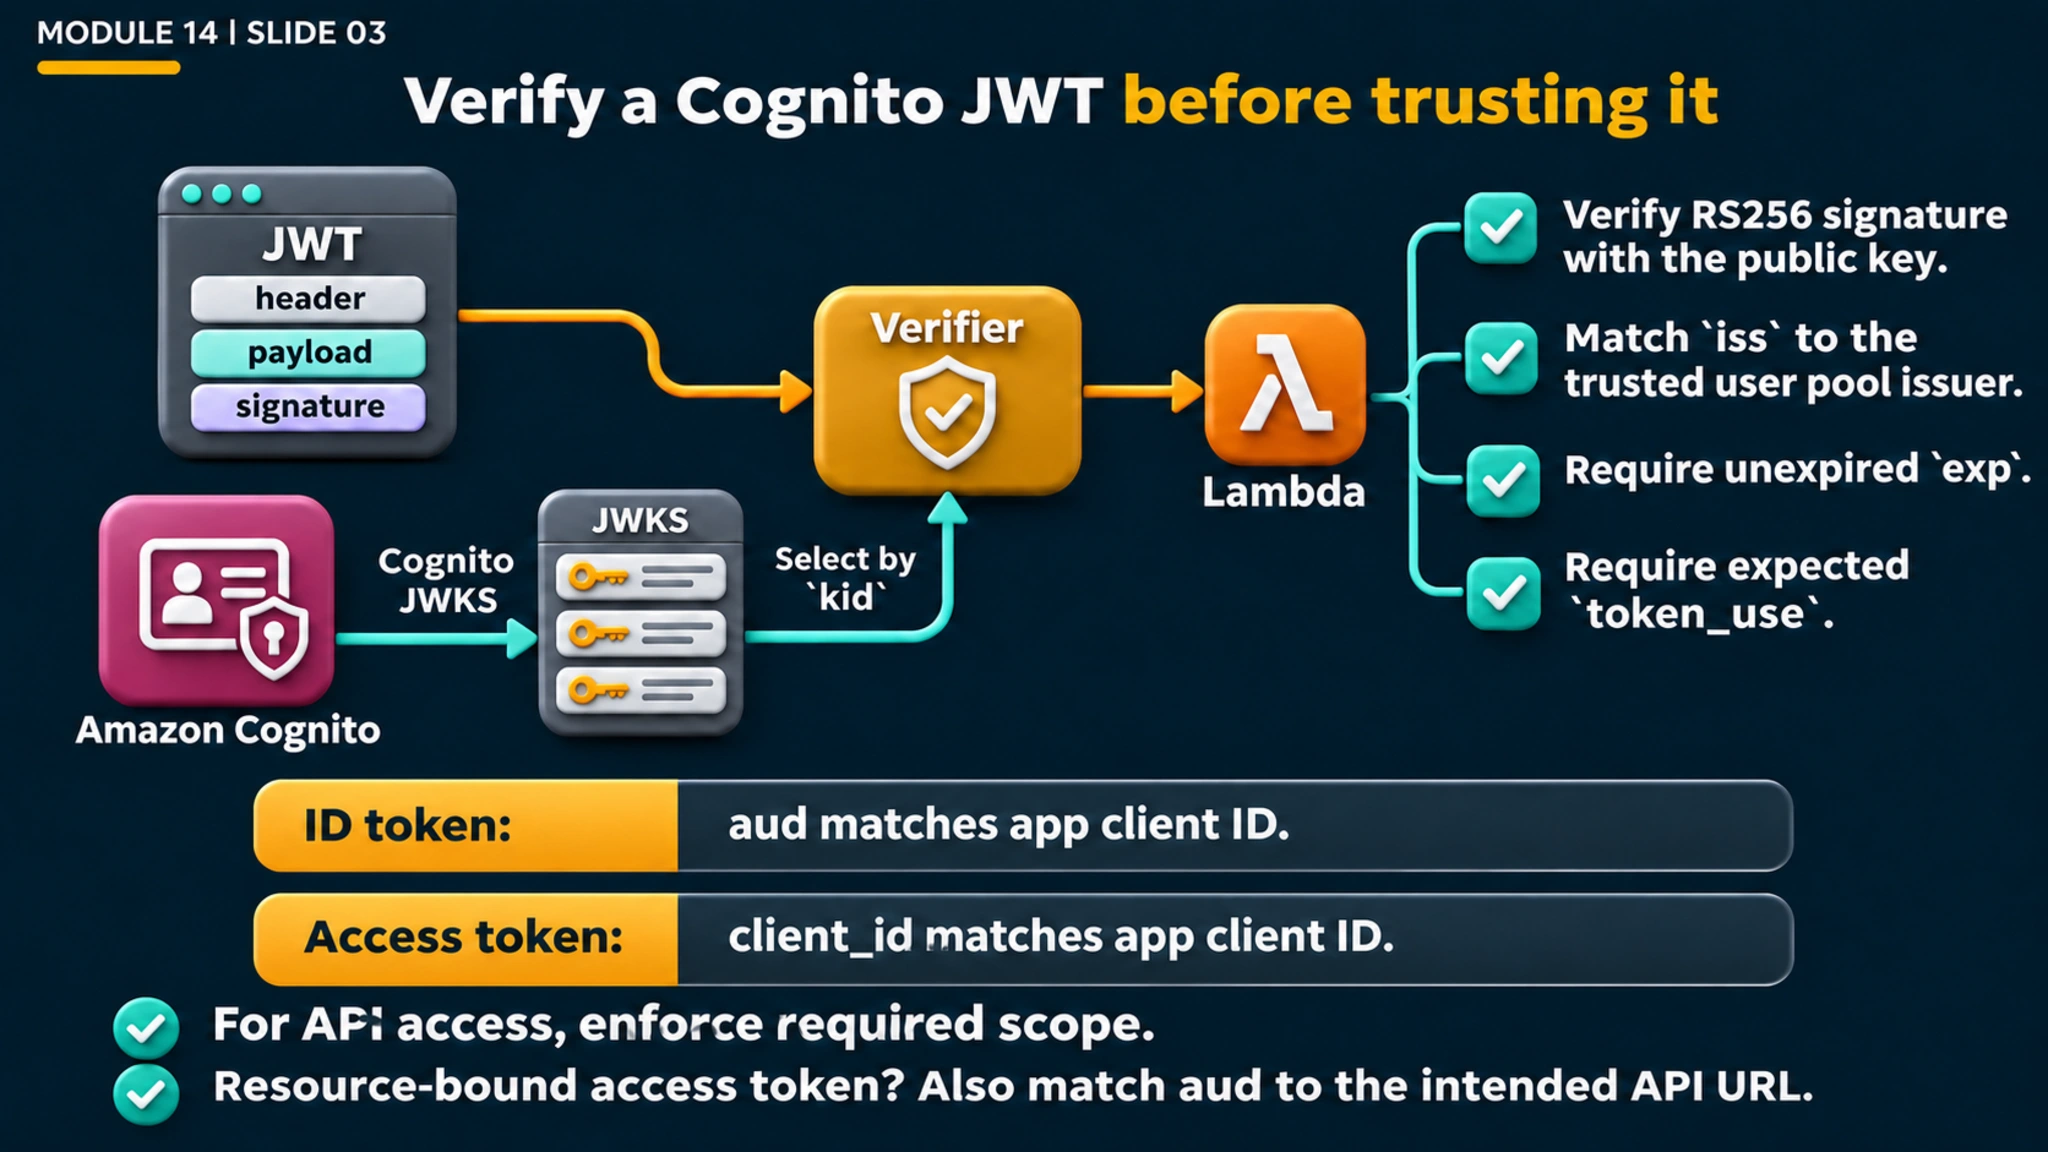 MODULE 14 | SLIDE 03
Verify a Cognito JWT before trusting it
JWT
header
payload
signature
Verifier
Lambda
Verify RS256 signature
with the public key.
Match `iss` to the
trusted user pool issuer.
Require unexpired `exp`.
Require expected
`token_use`.
Amazon Cognito
Cognito
JWKS
JWKS
Select by
`kid`
ID token:
aud matches app client ID.
Access token:
client_id matches app client ID.
For API access, enforce required scope.
Resource-bound access token? Also match aud to the intended API URL.